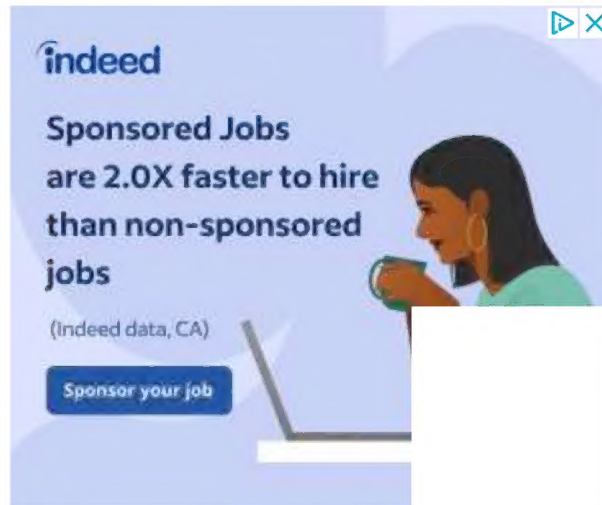 indeed
Sponsored Jobs
are 2.0X faster to hire
than non-sponsored
jobs
(Indeed data, CA)
Sponsor your job